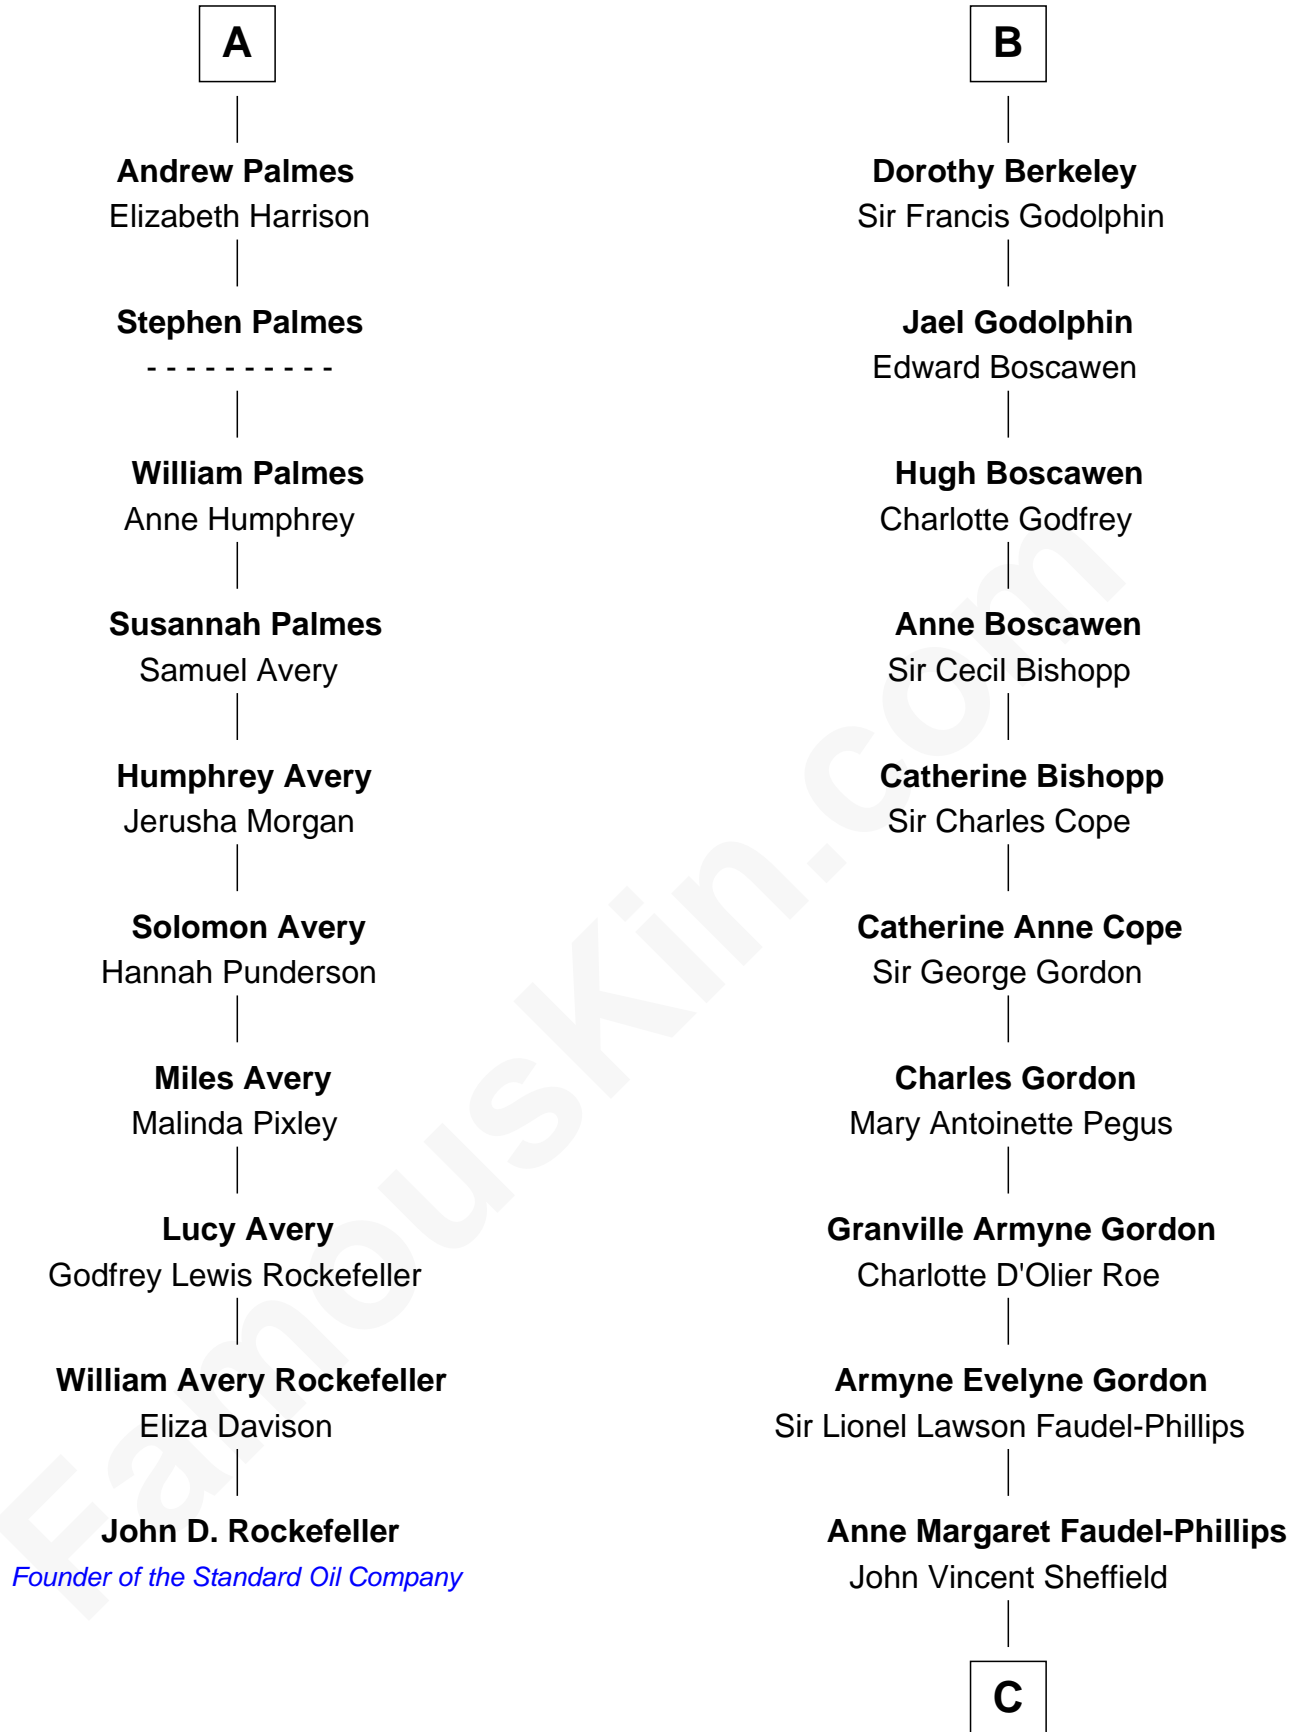 A
Andrew Palmes
Elizabeth Harrison
Stephen Palmes
- - - - - - - - - -
William Palmes
Anne Humphrey
Susannah Palmes
Samuel Avery
Humphrey Avery
Jerusha Morgan
Solomon Avery
Hannah Punderson
Miles Avery
Malinda Pixley
Lucy Avery
Godfrey Lewis Rockefeller
William Avery Rockefeller
Eliza Davison
John D. Rockefeller
Founder of the Standard Oil Company
B
Dorothy Berkeley
Sir Francis Godolphin
Jael Godolphin
Edward Boscawen
Hugh Boscawen
Charlotte Godfrey
Anne Boscawen
Sir Cecil Bishopp
Catherine Bishopp
Sir Charles Cope
Catherine Anne Cope
Sir George Gordon
Charles Gordon
Mary Antoinette Pegus
Granville Armyne Gordon
Charlotte D'Olier Roe
Armyne Evelyne Gordon
Sir Lionel Lawson Faudel-Phillips
Anne Margaret Faudel-Phillips
John Vincent Sheffield
C
FamousKin.com